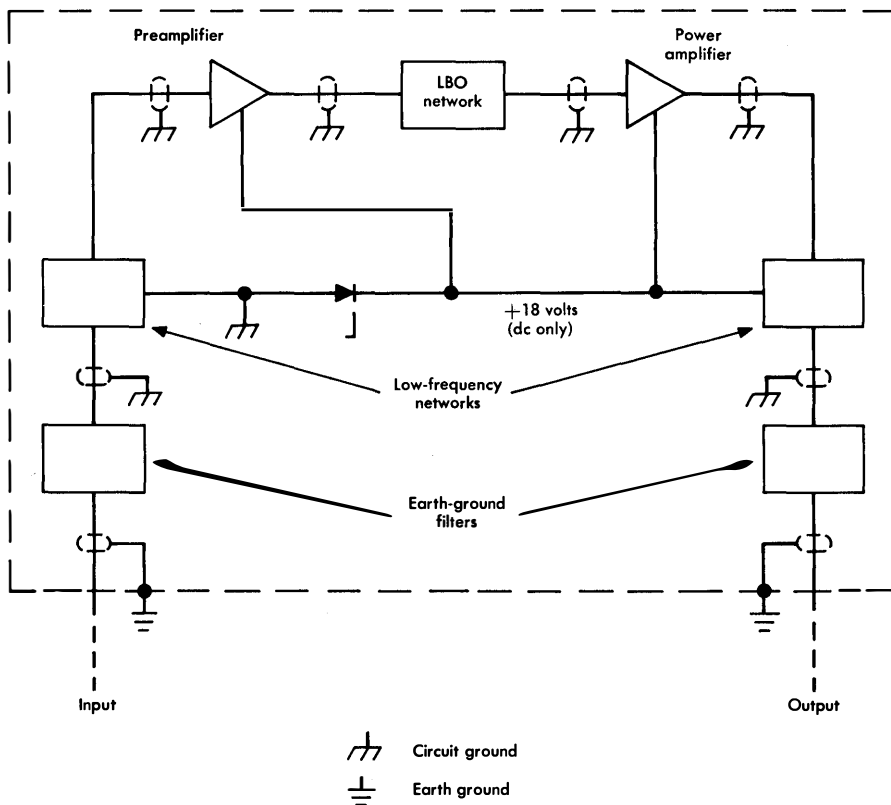 Preamplifier
Power
amplifier
LBO
network
+18 volts
(dc only)
Low-frequency
networks
Earth-ground
filters
Input
Output
Circuit ground
Earth ground